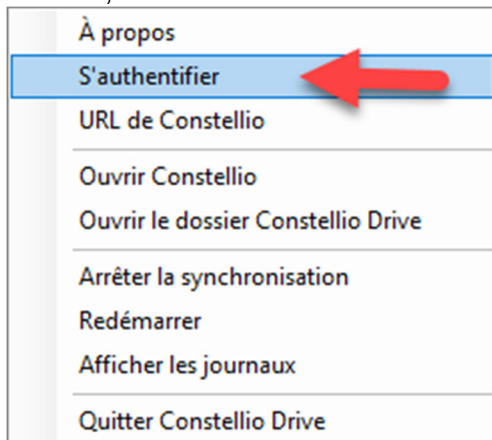 À propos
S'authentifier
URL de Constellio
Ouvrir Constellio
Ouvrir le dossier Constellio Drive
Arrêter la synchronisation
Redémarrer
Afficher les journaux
Quitter Constellio Drive